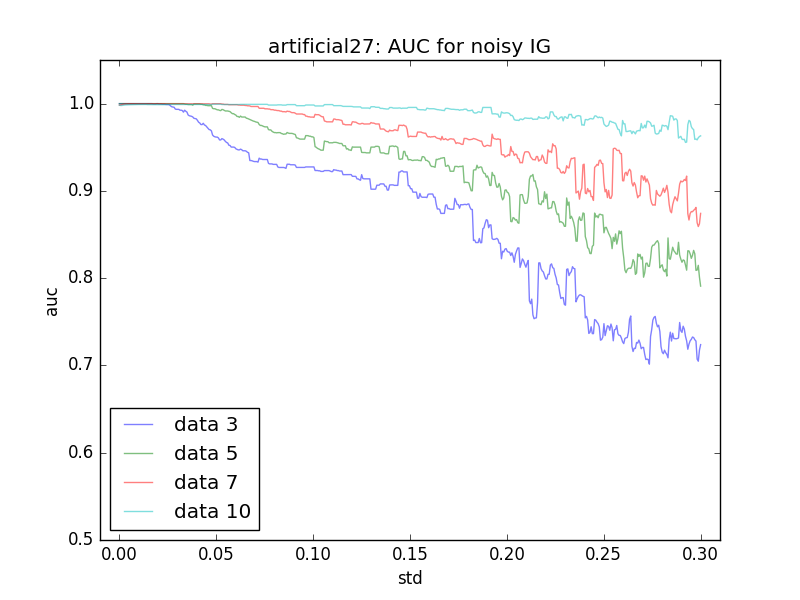 artificial27: AUC for noisy IG
1.0
0.9
0.8
0.7
0.6
0.5
auc
data 3
data 5
data 7
data 10
0.00 0.05 0.10 0.15 0.20 0.25 0.30
std